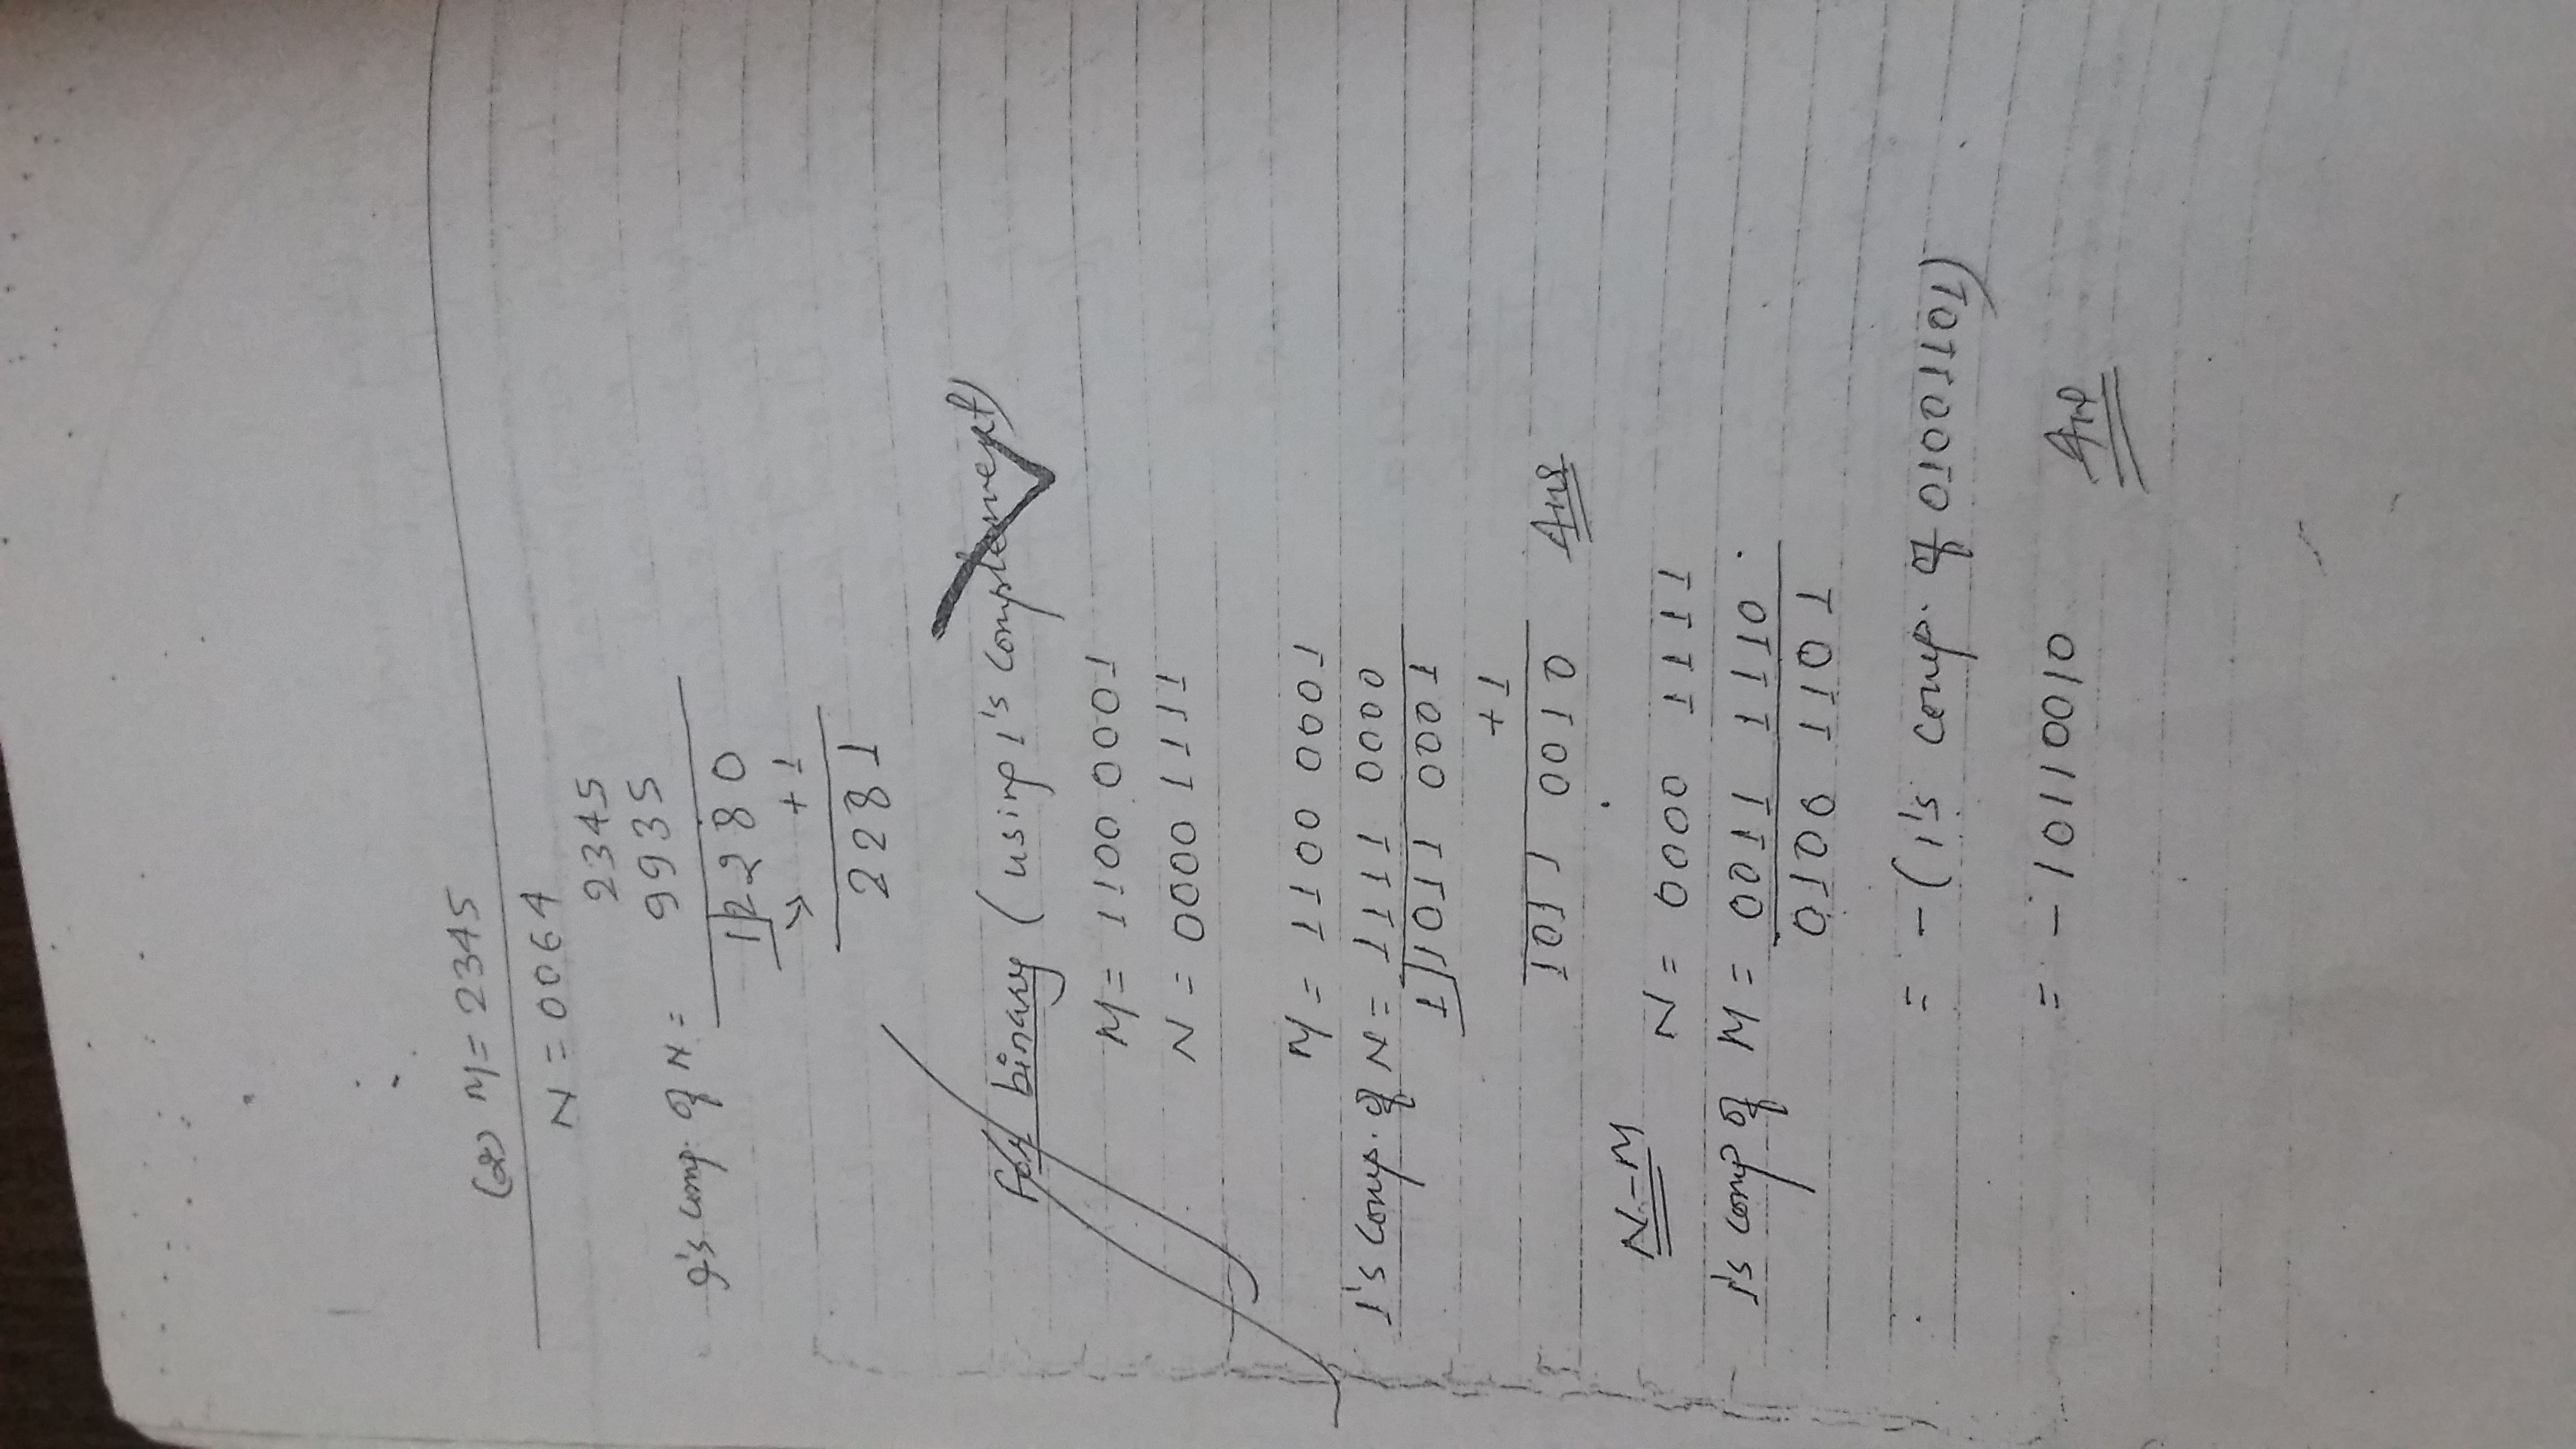 (2) M = 2345
N = 0064
2345
9's comp. of N = 9935
1 2280
+ 1
2281
for binary (using 1's complement)
M = 1100 0001
N = 0000 1111
M = 1100 0001
1's comp. of N = 1111 0000
1 1011 0001
+ 1
1011 0010 Ans
N-M
N = 0000 1111
1's comp of M = 0011 1110
0100 1101
= -(1's comp. of 01001101)
= -10110010 Ans